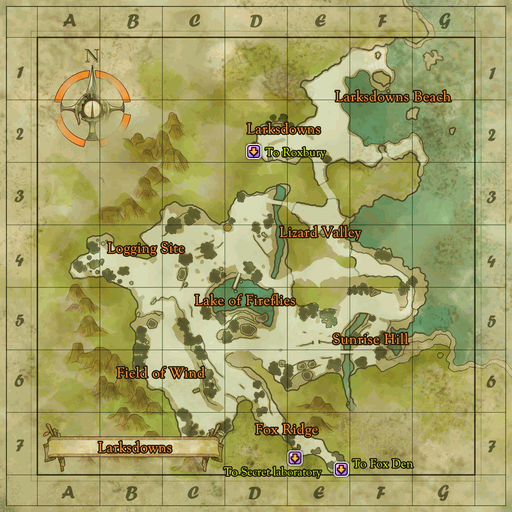 A B C D E F G
N
1 1
Larksdowns Beach
2 Larksdowns 2
To Roxbury
3 3
Lizard Valley
Logging Site
4 4
Lake of Fireflies
5 Sunrise Hill 5
Field of Wind
6 6
Fox Ridge
7 Larksdowns 7
To Fox Den
To Secret laboratory
A B C D E F G